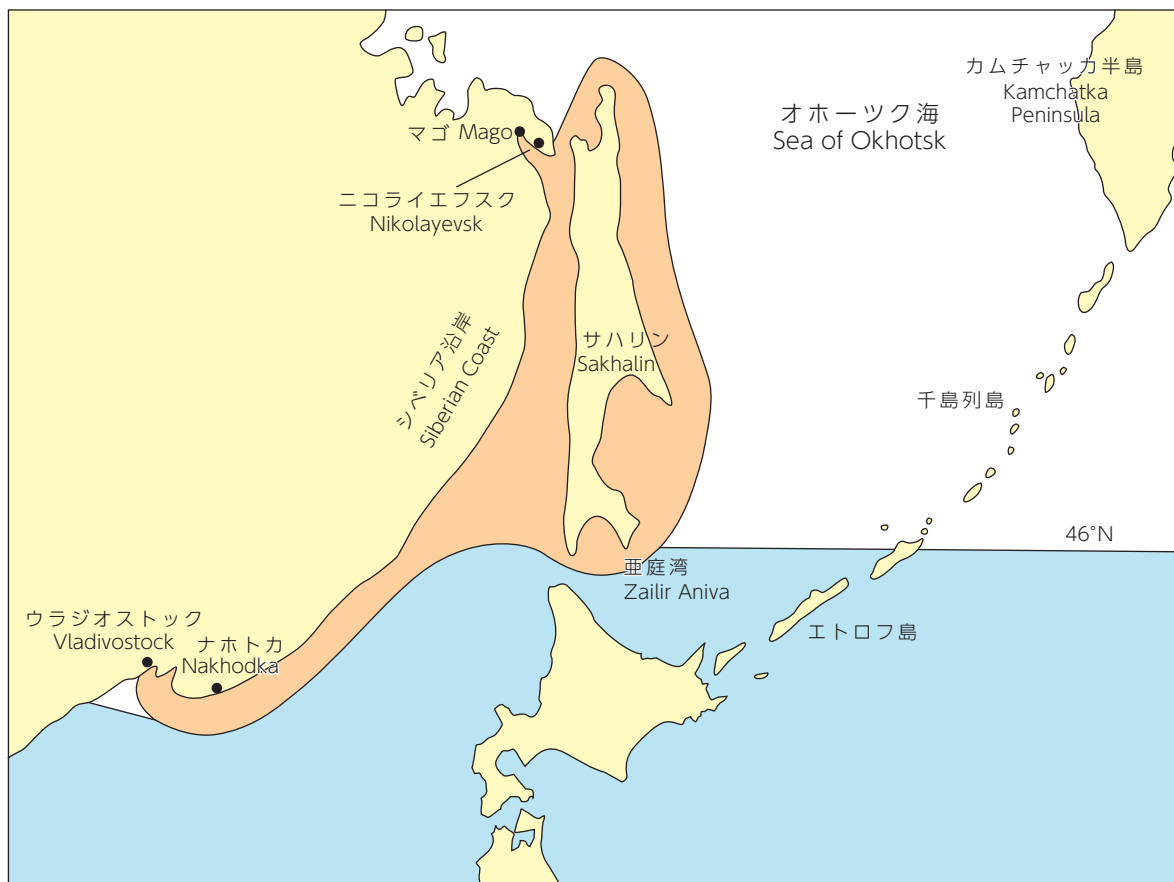 カムチャッカ半島
Kamchatka
Peninsula
オホーツク海
Sea of Okhotsk
マゴ Mago
ニコライエフスク
Nikolayevsk
シベリア沿岸
Siberian Coast
サハリン
Sakhalin
千島列島
46°N
亜庭湾
Zailir Aniva
エトロフ島
ウラジオストック
Vladivostock
ナホトカ
Nakhodka